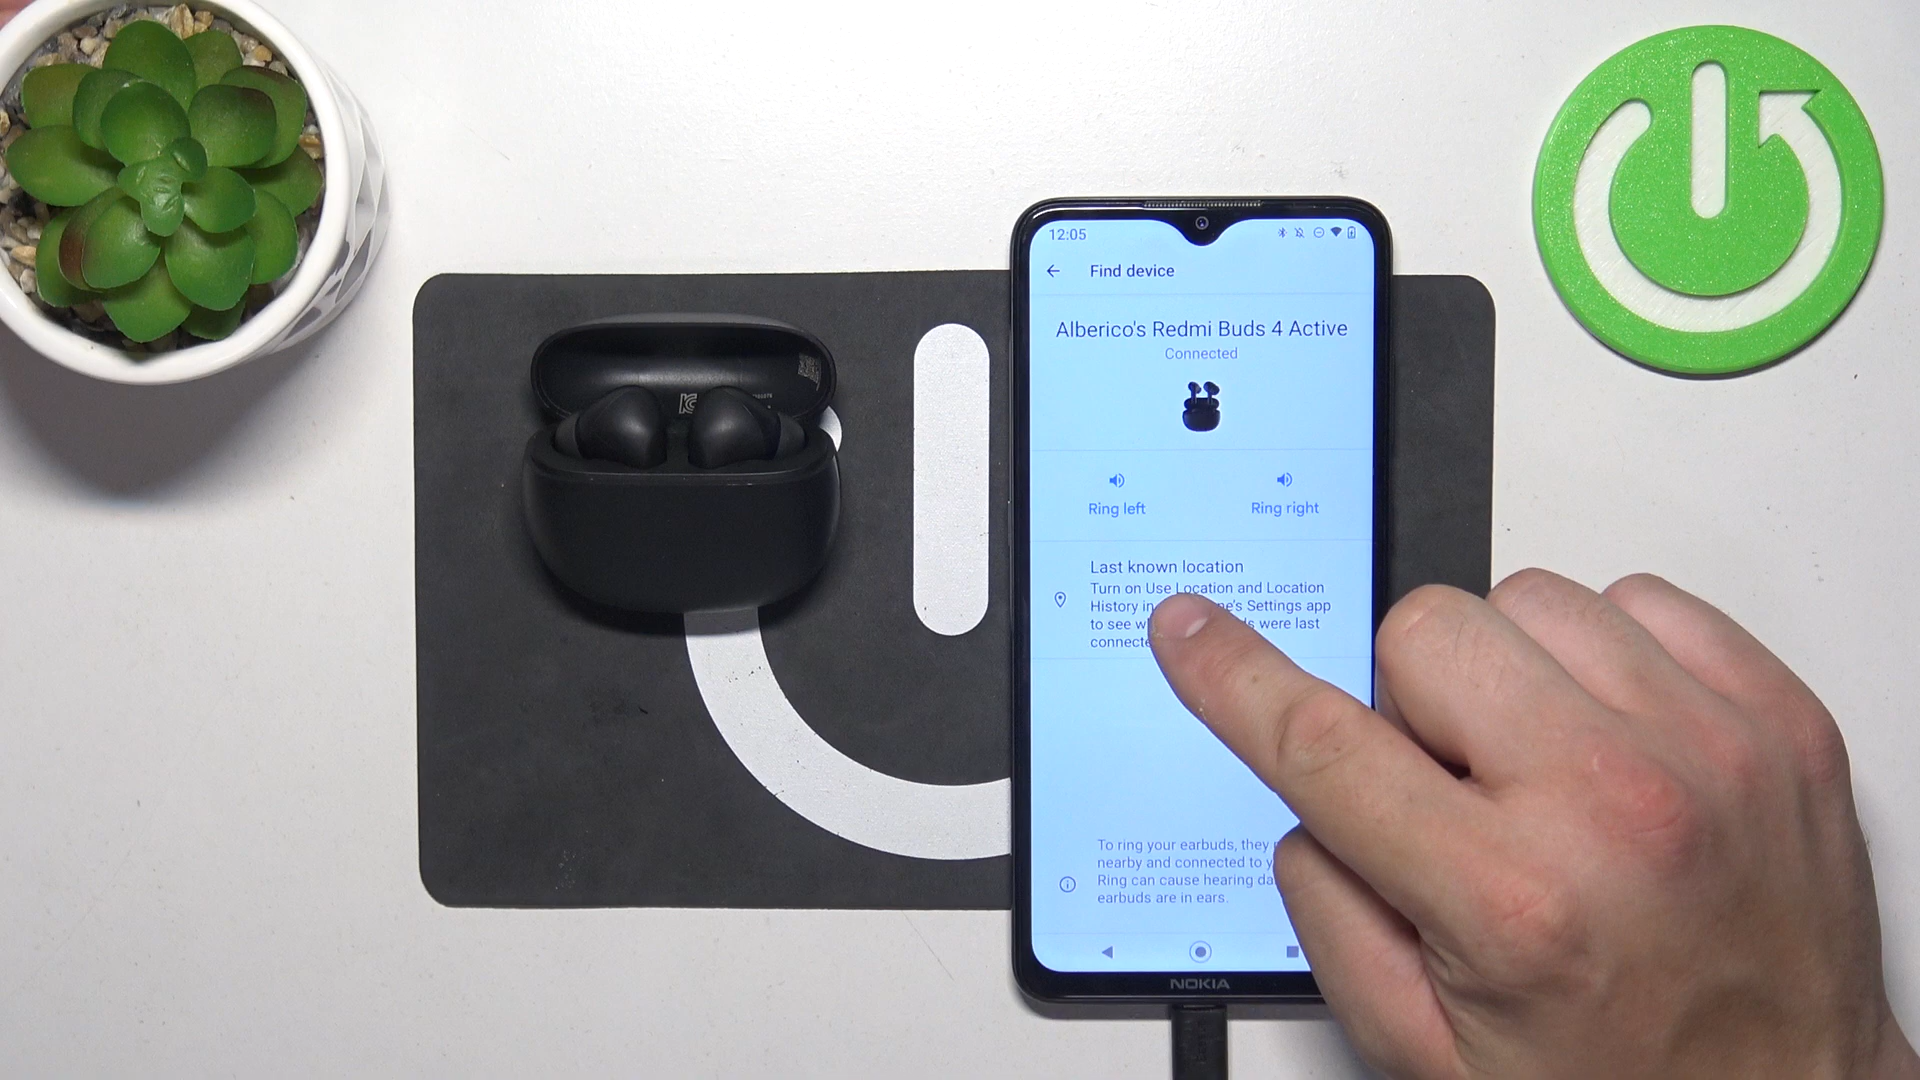 12:05
Find device
Alberico's Redmi Buds 4 Active
Connected
Ring left
Ring right
Last known location
Turn on Use Location and Location
History in Settings app
to see were last
To ring your earbuds, they
nearby and connected to
Ring can cause hearing
earbuds are in ears.
NOKIA